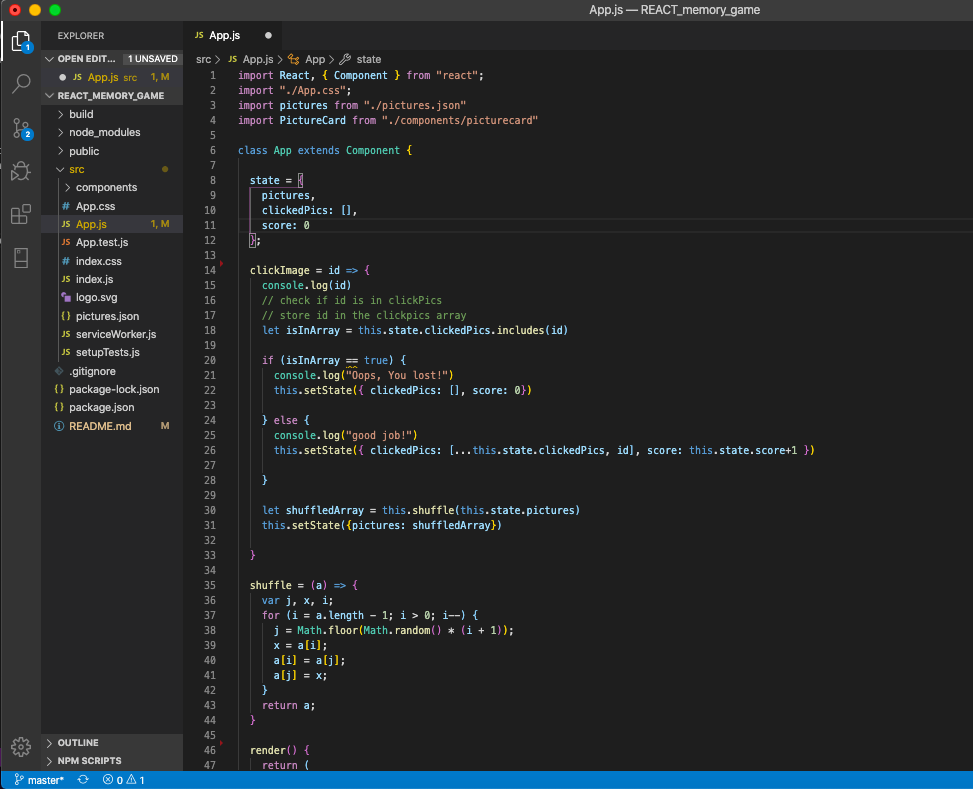 App.js — REACT_memory_game
EXPLORER
OPEN EDIT... 1 UNSAVED
JS App.js src 1, M
REACT_MEMORY_GAME
build
node_modules
public
src
components
# App.css
JS App.js 1, M
JS App.test.js
# index.css
JS index.js
logo.svg
{} pictures.json
JS serviceWorker.js
JS setupTests.js
.gitignore
{} package-lock.json
{} package.json
README.md M
OUTLINE
NPM SCRIPTS
1
2
JS App.js
src > JS App.js > App > state
1 import React, { Component } from "react";
2 import "./App.css";
3 import pictures from "./pictures.json"
4 import PictureCard from "./components/picturecard"
5
6 class App extends Component {
7
8 state = {
9 pictures,
10 clickedPics: [],
11 score: 0
12 };
13
14 clickImage = id => {
15 console.log(id)
16 // check if id is in clickPics
17 // store id in the clickpics array
18 let isInArray = this.state.clickedPics.includes(id)
19
20 if (isInArray == true) {
21 console.log("Oops, You lost!")
22 this.setState({ clickedPics: [], score: 0})
23
24 } else {
25 console.log("good job!")
26 this.setState({ clickedPics: [...this.state.clickedPics, id], score: this.state.score+1 })
27
28 }
29
30 let shuffledArray = this.shuffle(this.state.pictures)
31 this.setState({pictures: shuffledArray})
32
33 }
34
35 shuffle = (a) => {
36 var j, x, i;
37 for (i = a.length - 1; i > 0; i--) {
38 j = Math.floor(Math.random() * (i + 1));
39 x = a[i];
40 a[i] = a[j];
41 a[j] = x;
42 }
43 return a;
44 }
45
46 render() {
47 return (
master* 0 1